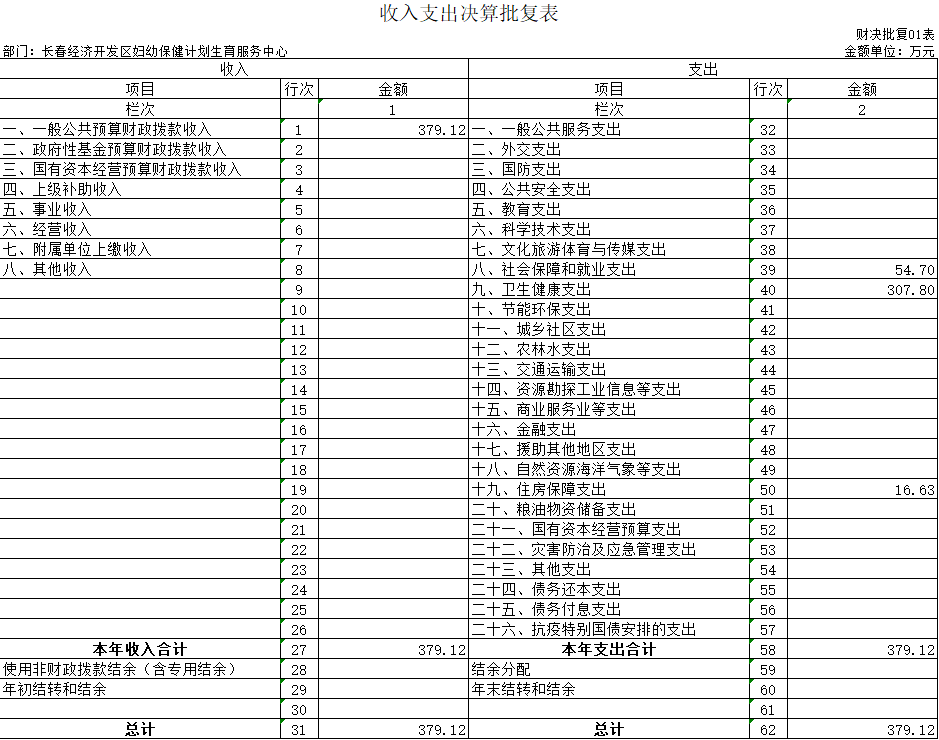 收入支出决算批复表
财决批复01表
部门：长春经济开发区妇幼保健计划生育服务中心 金额单位：万元
收入 支出
项目 行次 金额 项目 行次 金额
栏次 1 栏次 2
一、一般公共预算财政拨款收入 1 379.12 一、一般公共服务支出 32
二、政府性基金预算财政拨款收入 2 二、外交支出 33
三、国有资本经营预算财政拨款收入 3 三、国防支出 34
四、上级补助收入 4 四、公共安全支出 35
五、事业收入 5 五、教育支出 36
六、经营收入 6 六、科学技术支出 37
七、附属单位上缴收入 7 七、文化旅游体育与传媒支出 38
八、其他收入 8 八、社会保障和就业支出 39 54.70
9 九、卫生健康支出 40 307.80
10 十、节能环保支出 41
11 十一、城乡社区支出 42
12 十二、农林水支出 43
13 十三、交通运输支出 44
14 十四、资源勘探工业信息等支出 45
15 十五、商业服务业等支出 46
16 十六、金融支出 47
17 十七、援助其他地区支出 48
18 十八、自然资源海洋气象等支出 49
19 十九、住房保障支出 50 16.63
20 二十、粮油物资储备支出 51
21 二十一、国有资本经营预算支出 52
22 二十二、灾害防治及应急管理支出 53
23 二十三、其他支出 54
24 二十四、债务还本支出 55
25 二十五、债务付息支出 56
26 二十六、抗疫特别国债安排的支出 57
本年收入合计 27 379.12 本年支出合计 58 379.12
使用非财政拨款结余（含专用结余） 28 结余分配 59
年初结转和结余 29 年末结转和结余 60
30 61
总计 31 379.12 总计 62 379.12